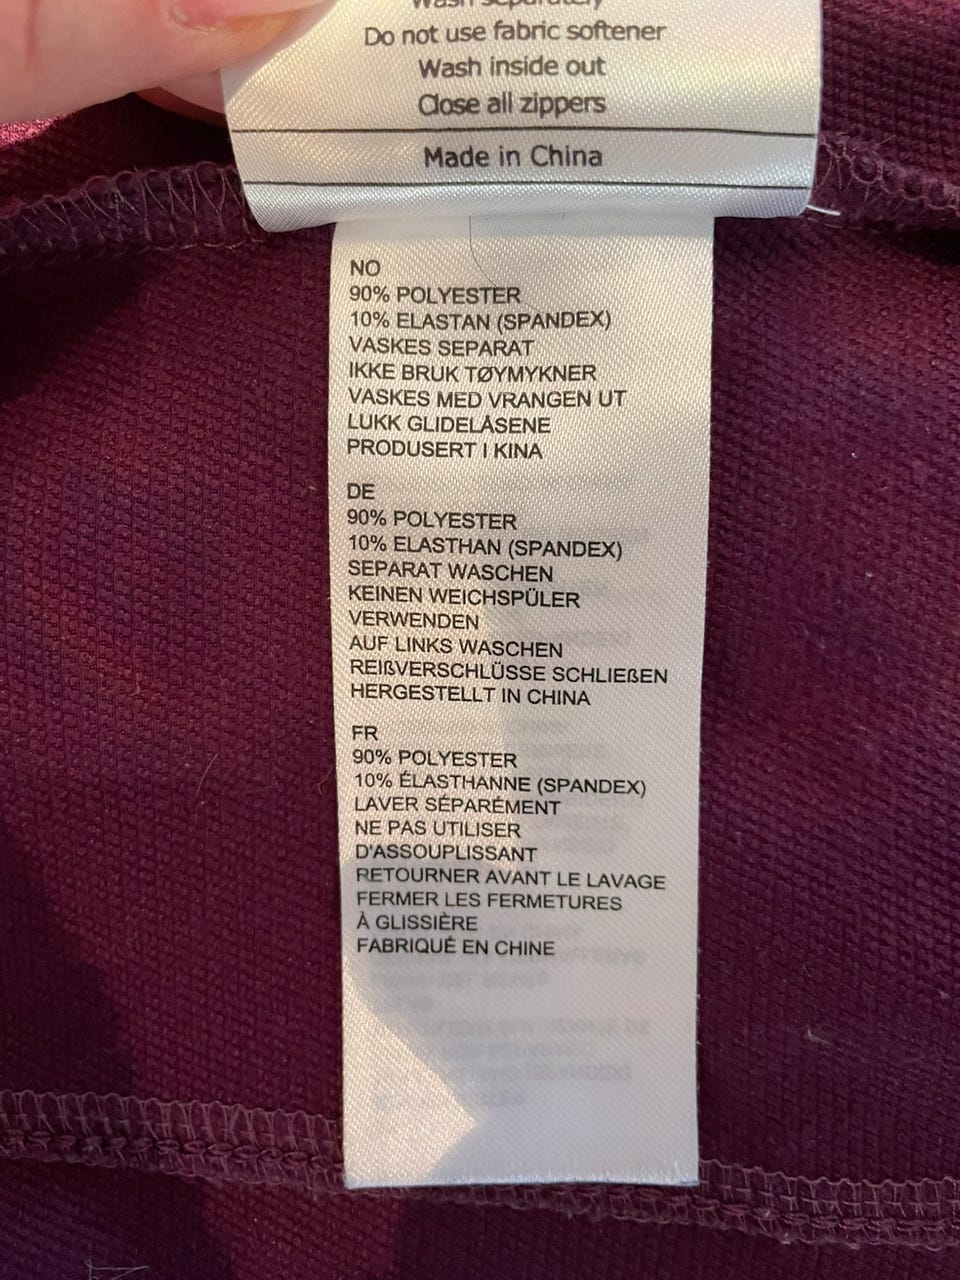 Wash separately
Do not use fabric softener
Wash inside out
Close all zippers
Made in China
NO
90% POLYESTER
10% ELASTAN (SPANDEX)
VASKES SEPARAT
IKKE BRUK TØYMYKNER
VASKES MED VRANGEN UT
LUKK GLIDELÅSENE
PRODUSERT I KINA
DE
90% POLYESTER
10% ELASTHAN (SPANDEX)
SEPARAT WASCHEN
KEINEN WEICHSPÜLER
VERWENDEN
AUF LINKS WASCHEN
REIßVERSCHLÜSSE SCHLIEßEN
HERGESTELLT IN CHINA
FR
90% POLYESTER
10% ÉLASTHANNE (SPANDEX)
LAVER SÉPARÉMENT
NE PAS UTILISER
D'ASSOUPLISSANT
RETOURNER AVANT LE LAVAGE
FERMER LES FERMETURES
À GLISSIÈRE
FABRIQUÉ EN CHINE